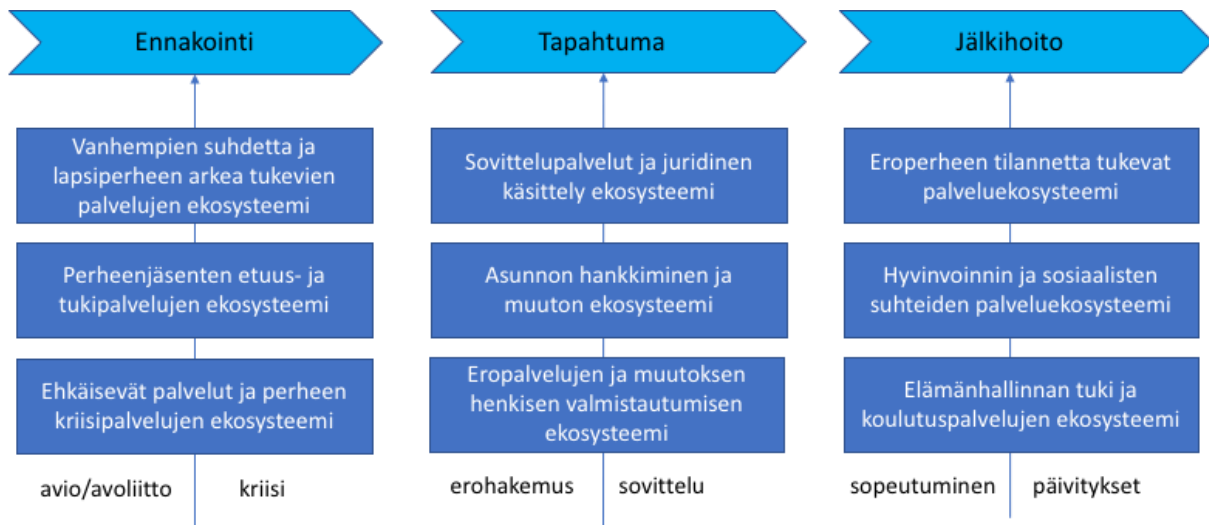 Ennakointi
Vanhempien suhdetta ja
lapsiperheen arkea tukevien
palvelujen ekosysteemi
Perheenjäsenten etuus- ja
tukipalvelujen ekosysteemi
Ehkäisevät palvelut ja perheen
kriisipalvelujen ekosysteemi
avio/avoliitto
kriisi
Tapahtuma
Sovittelupalvelut ja juridinen
käsittely ekosysteemi
Asunnon hankkiminen ja
muuton ekosysteemi
Eropalvelujen ja muutoksen
henkisen valmistautumisen
ekosysteemi
erohakemus
sovittelu
Jälkihoito
Eroperheen tilannetta tukevat
palveluekosysteemi
Hyvinvoinnin ja sosiaalisten
suhteiden palveluekosysteemi
Elämänhallinnan tuki ja
koulutuspalvelujen ekosysteemi
sopeutuminen
päivitykset